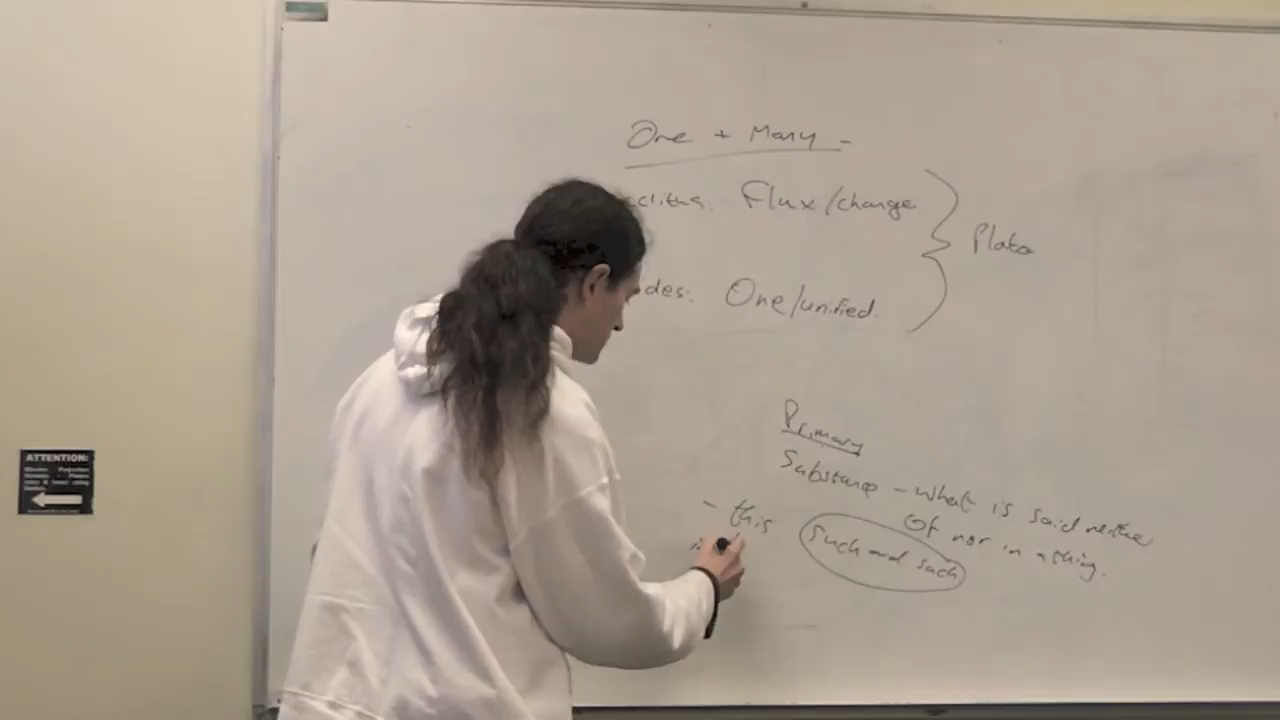 One + Many -
clitus: Flux/change
Plato
des: One/unified.
Primary
Substance - what is said neither
of nor in a thing.
- this
such and such
ATTENTION: